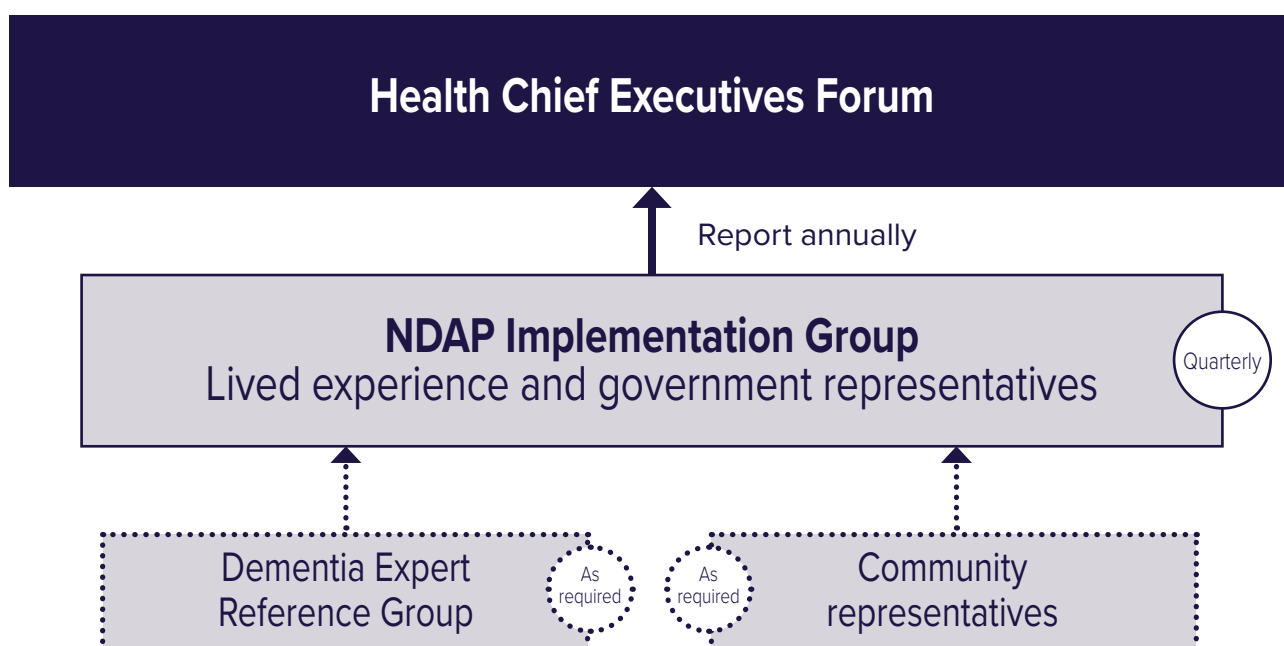 Health Chief Executives Forum
Report annually
NDAP Implementation Group
Lived experience and government representatives
Quarterly
Dementia Expert
Reference Group
As
required
As
required
Community
representatives